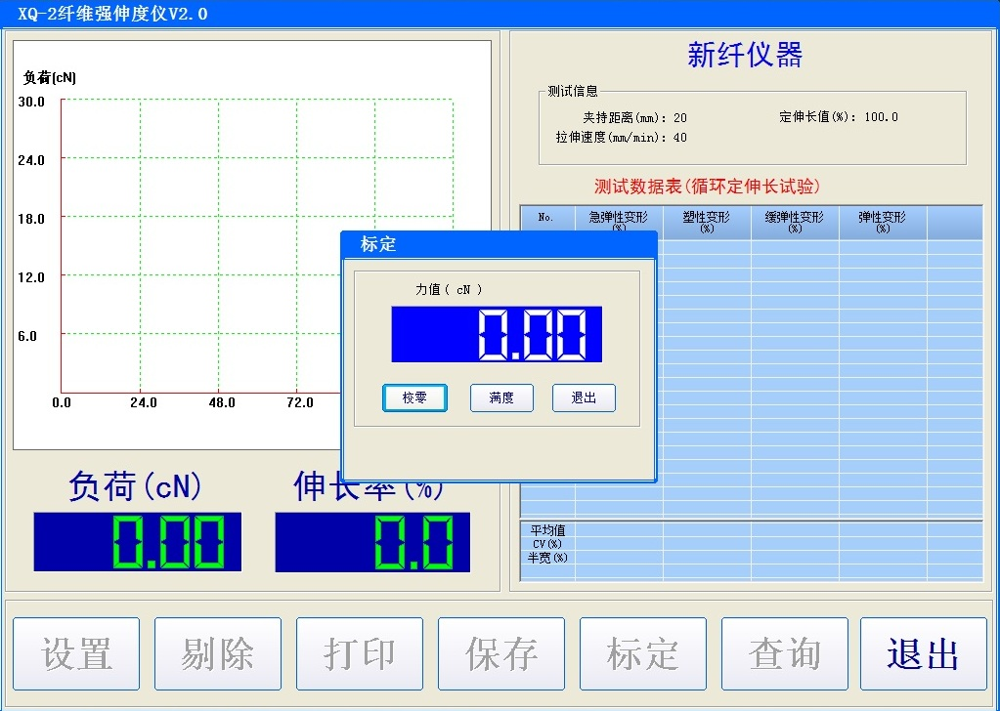 XQ-2纤维强伸度仪V2.0
负荷(cN)
30.0
24.0
18.0
12.0
6.0
0.0 24.0 48.0 72.0
新纤仪器
测试信息
夹持距离(mm): 20 定伸长值(%): 100.0
拉伸速度(mm/min): 40
测试数据表(循环定伸长试验)
No. 急弹性变形(%) 塑性变形(%) 缓弹性变形(%) 弹性变形(%)
标定
力值( cN )
0.00
校零 满度 退出
负荷(cN) 伸长率(%)
0.00 0.0
平均值
CV(%)
半宽(%)
设置 剔除 打印 保存 标定 查询 退出